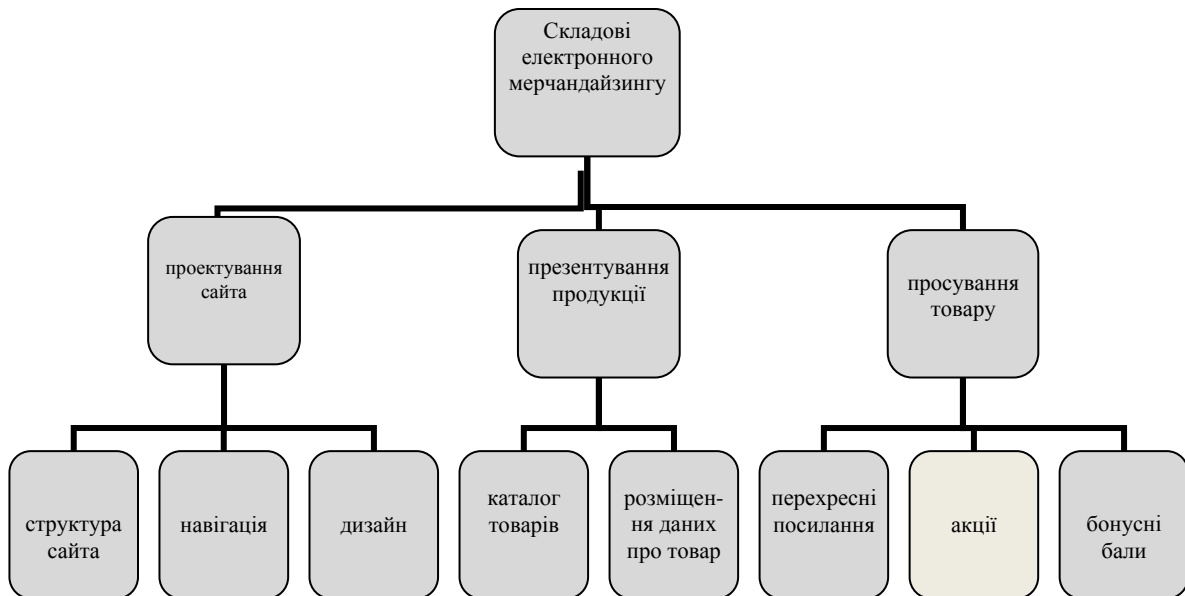 Складові
електронного
мерчандайзингу
проектування
сайта
презентування
продукції
просування
товару
структура
сайта
навігація
дизайн
каталог
товарів
розміщен-
ня даних
про товар
перехресні
посилання
акції
бонусні
бали